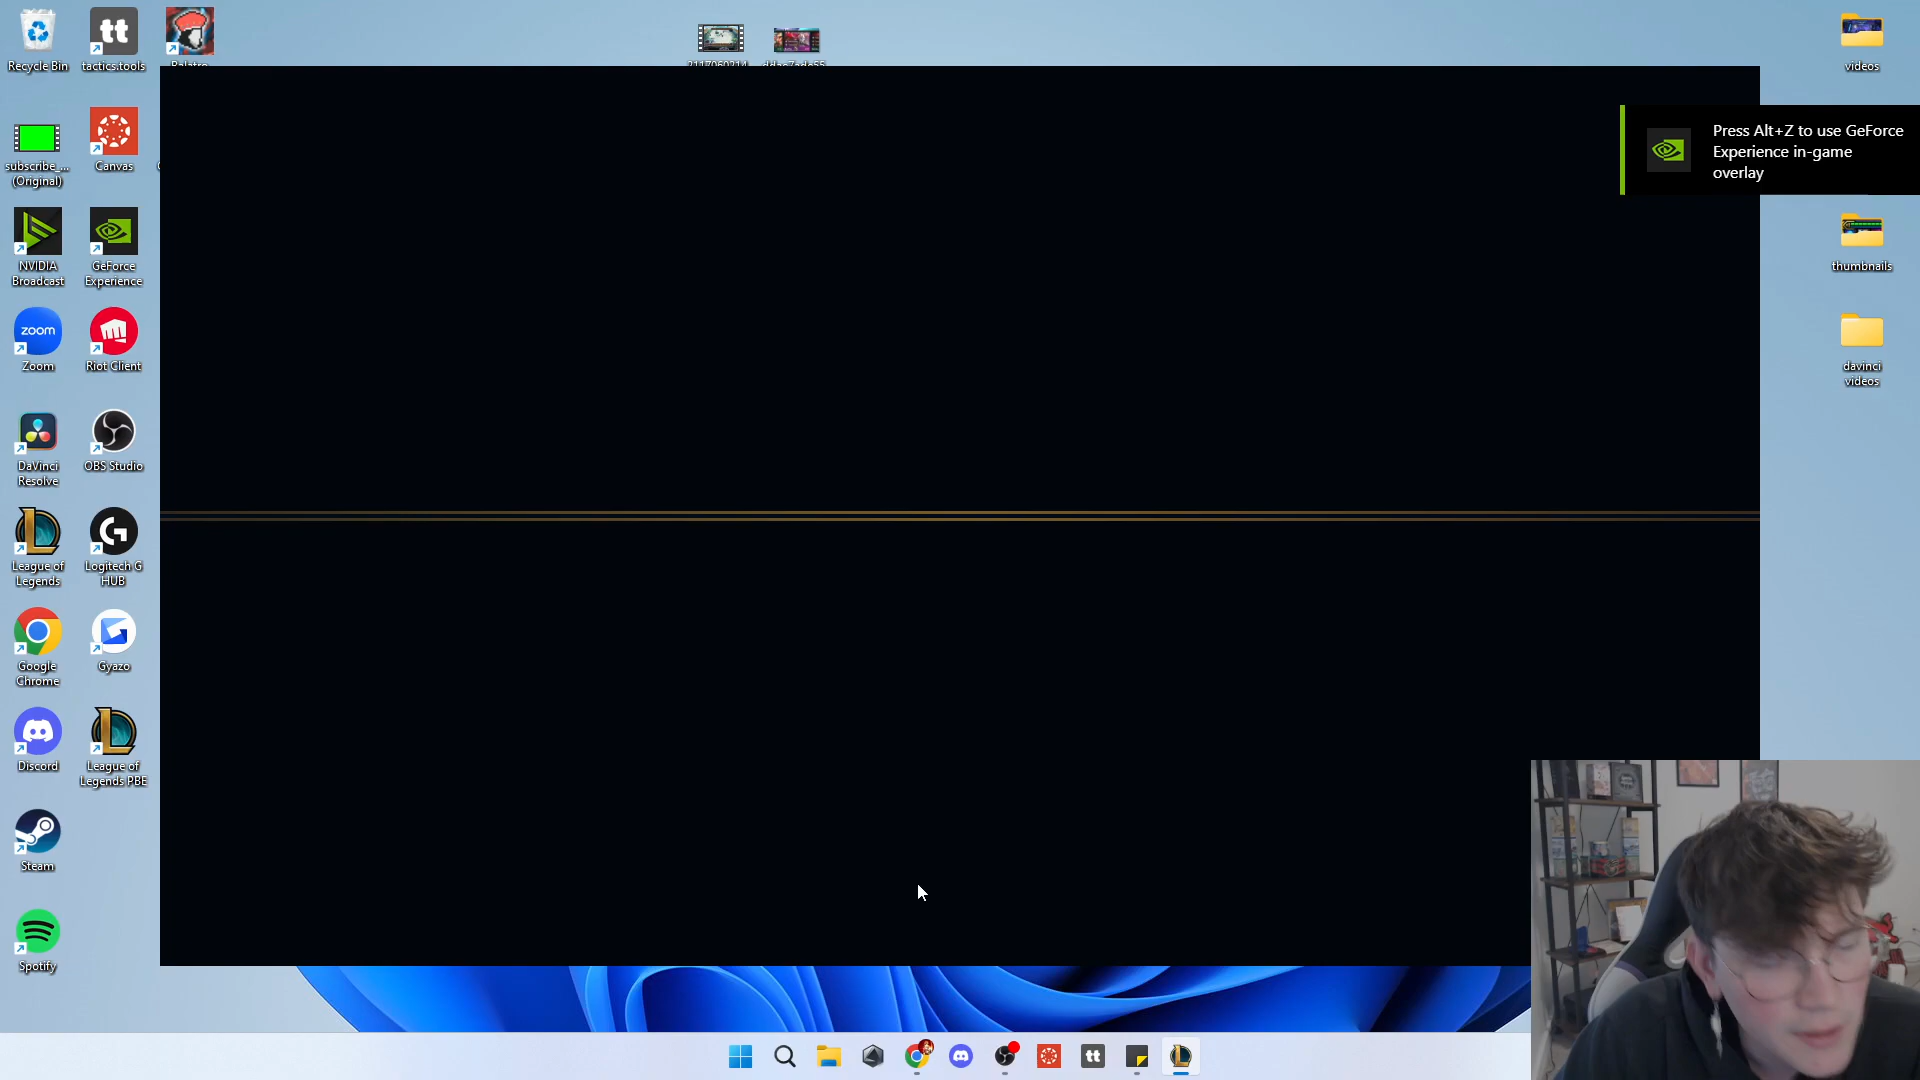 Recycle Bin
tactics.tools
videos
subscribe_...
(Original)
Canvas
Press Alt+Z to use GeForce
Experience in-game
overlay
NVIDIA
Broadcast
GeForce
Experience
thumbnails
zoom
Zoom
Riot Client
davinci
videos
DaVinci
Resolve
OBS Studio
League of
Legends
Logitech G
HUB
Google
Chrome
Gyazo
Discord
League of
Legends PBE
Steam
Spotify